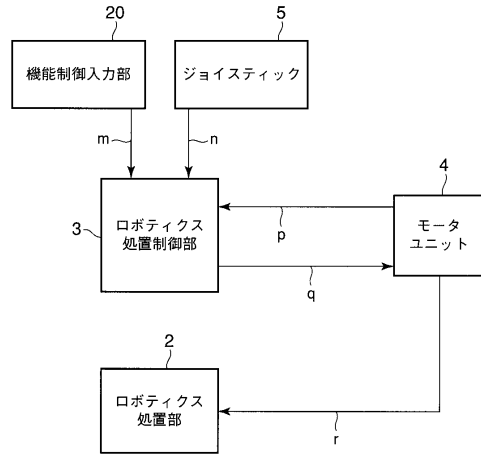 20
5
機能制御入力部
ジョイスティック
m
n
4
3
ロボティクス
処置制御部
p
モータ
ユニット
q
2
ロボティクス
処置部
r